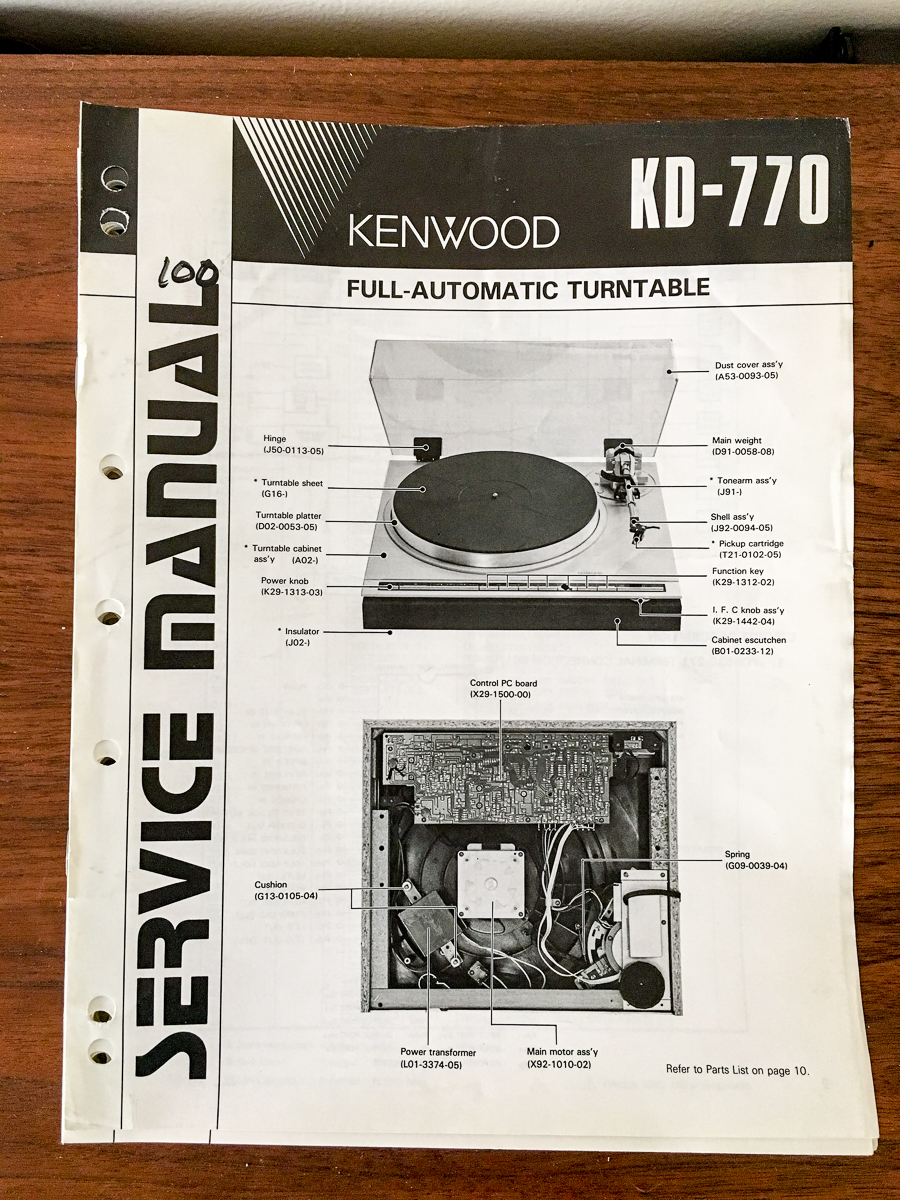 KD-770
KENWOOD
100
SERVICE MANUAL
FULL-AUTOMATIC TURNTABLE
Dust cover ass'y
(A53-0093-05)
Hinge
(J50-0113-05)
Main weight
(D91-0058-08)
* Turntable sheet
(G16-)
* Tonearm ass'y
(J91-)
Turntable platter
(D02-0053-05)
Shell ass'y
(J92-0094-05)
* Turntable cabinet
ass'y (A02-)
* Pickup cartridge
(T21-0102-05)
Power knob
(K29-1313-03)
Function key
(K29-1312-02)
I. F. C knob ass'y
(K29-1442-04)
* Insulator
(J02-)
Cabinet escutchen
(B01-0233-12)
Control PC board
(X29-1500-00)
Spring
(G09-0039-04)
Cushion
(G13-0105-04)
Power transformer
(L01-3374-05)
Main motor ass'y
(X92-1010-02)
Refer to Parts List on page 10.